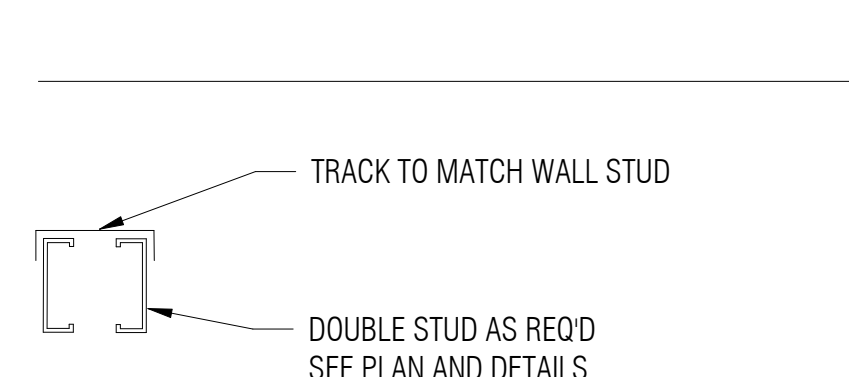 TRACK TO MATCH WALL STUD
DOUBLE STUD AS REQ'D
SEE PLAN AND DETAILS